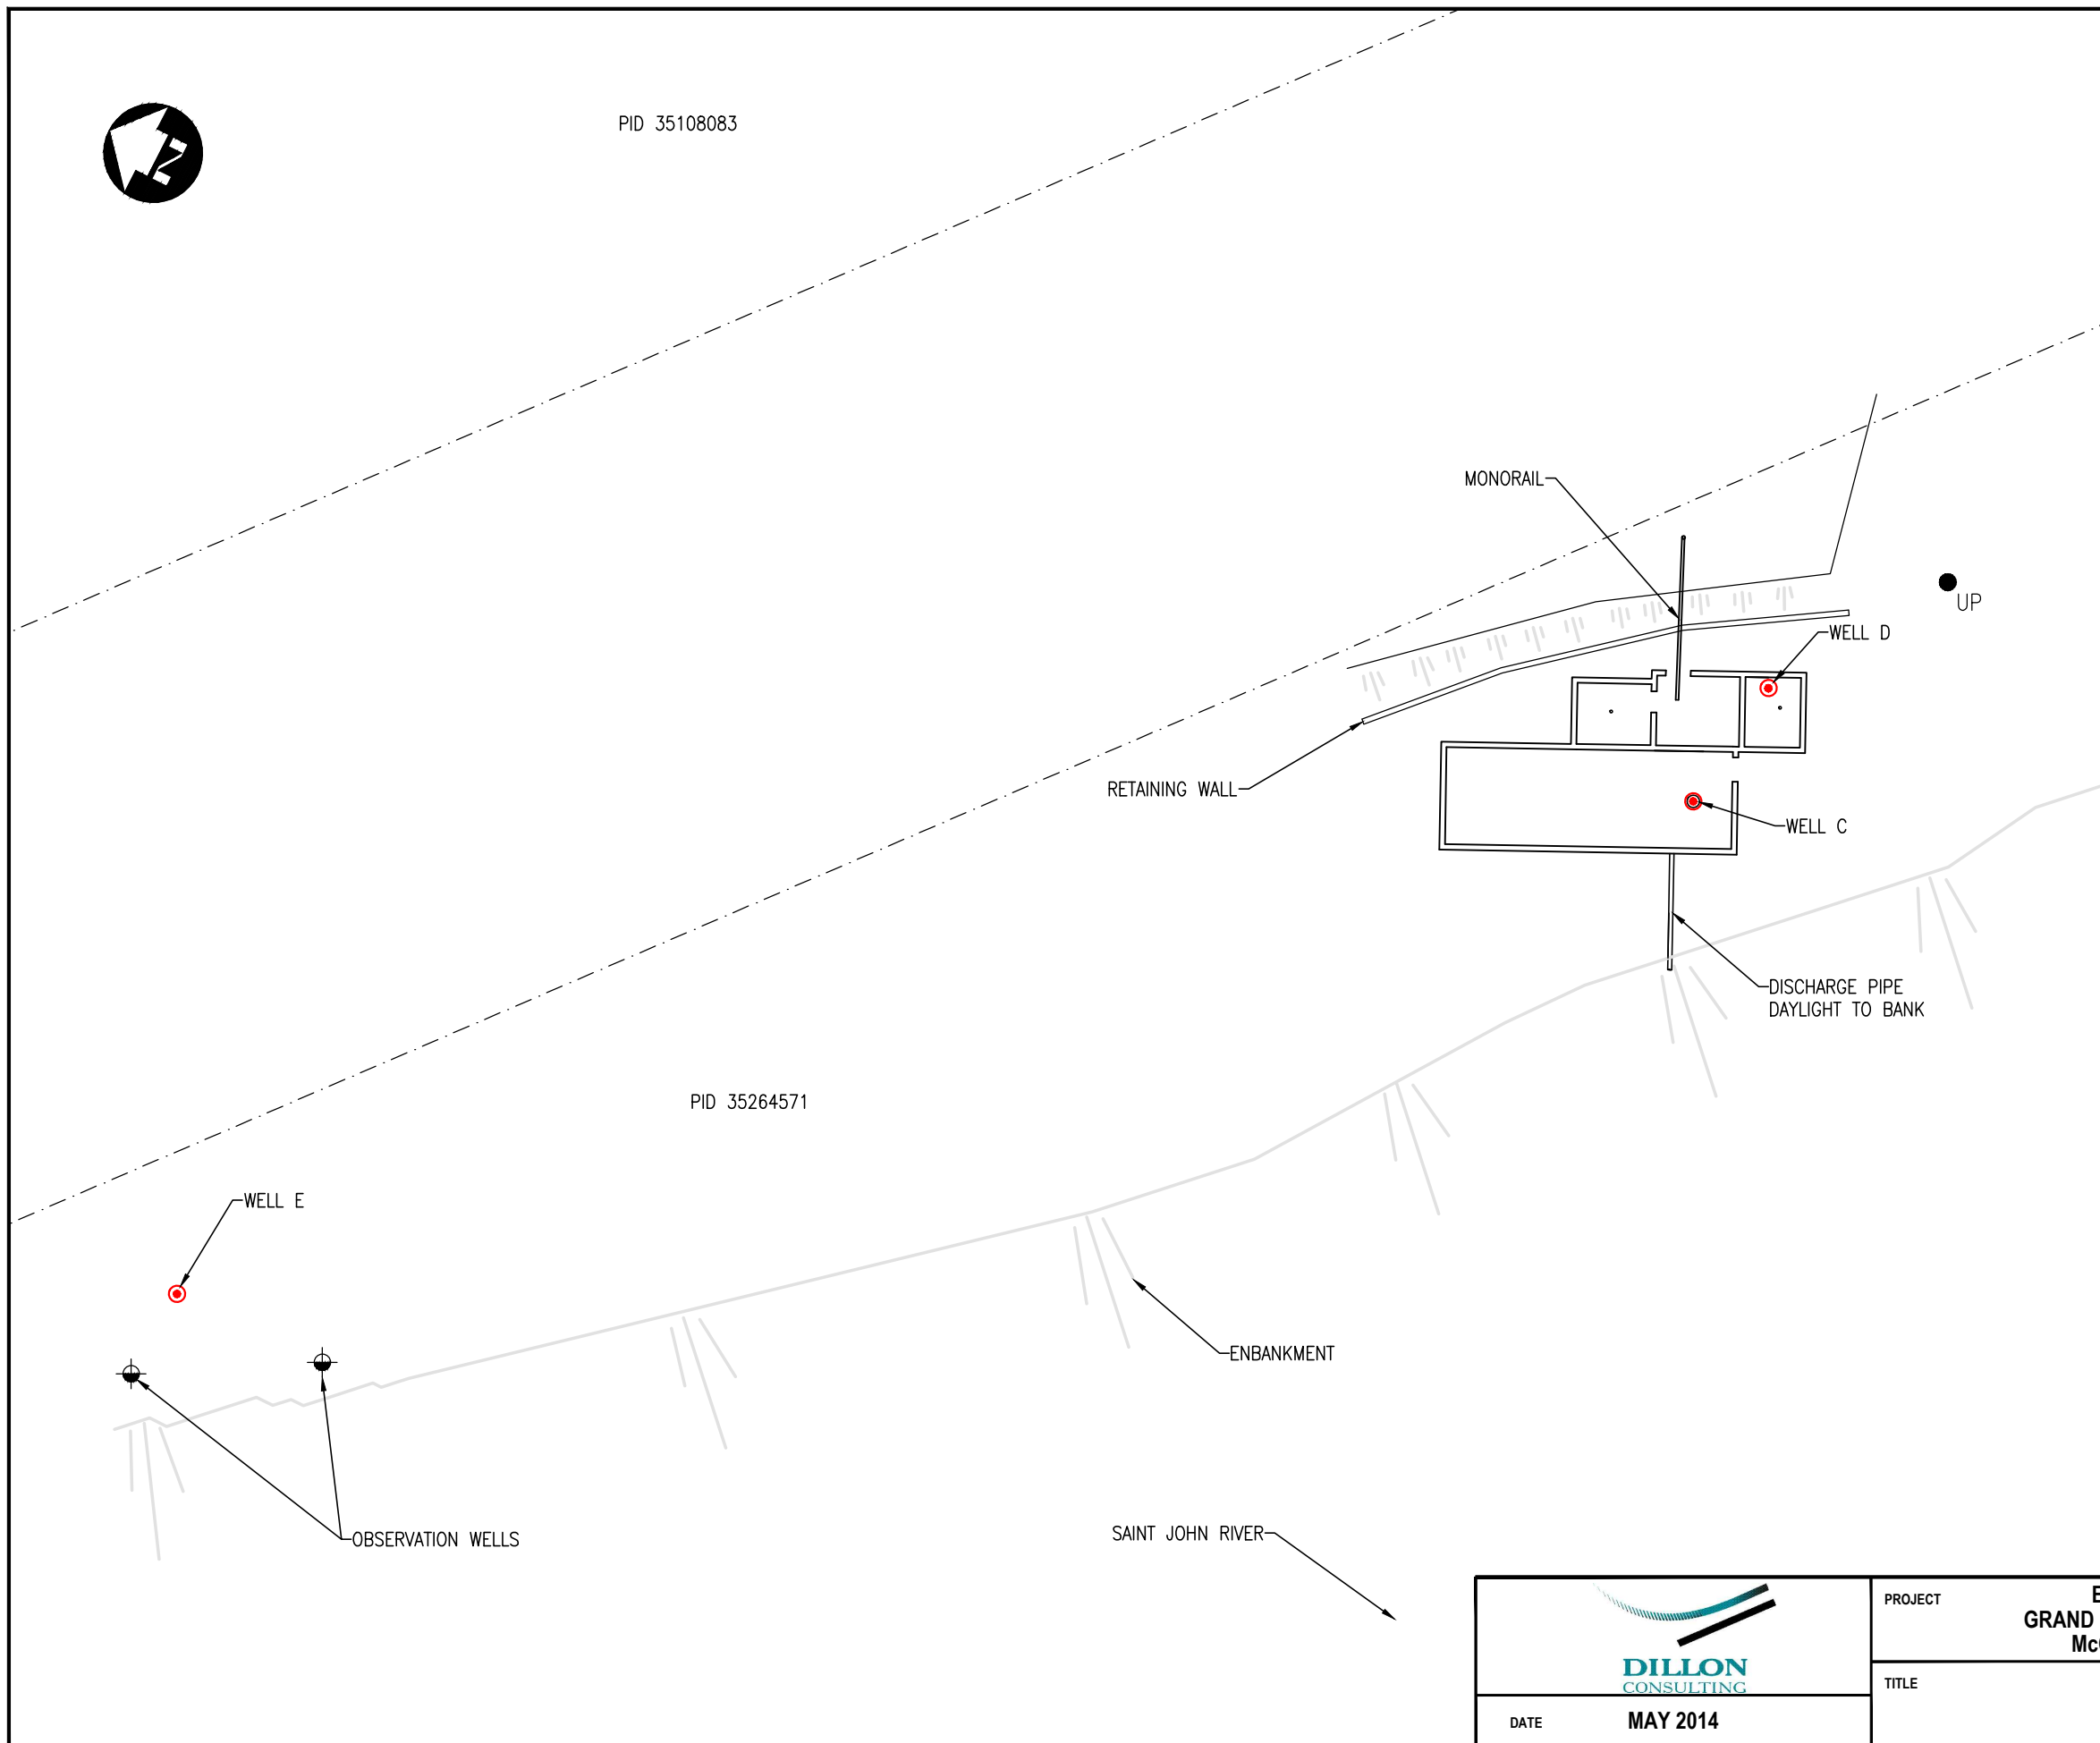 PID 35108083
N
MONORAIL
UP
WELL D
RETAINING WALL
WELL C
DISCHARGE PIPE
DAYLIGHT TO BANK
PID 35264571
WELL E
ENBANKMENT
OBSERVATION WELLS
SAINT JOHN RIVER
DILLON
CONSULTING
DATE MAY 2014
PROJECT
GRAND
TITLE